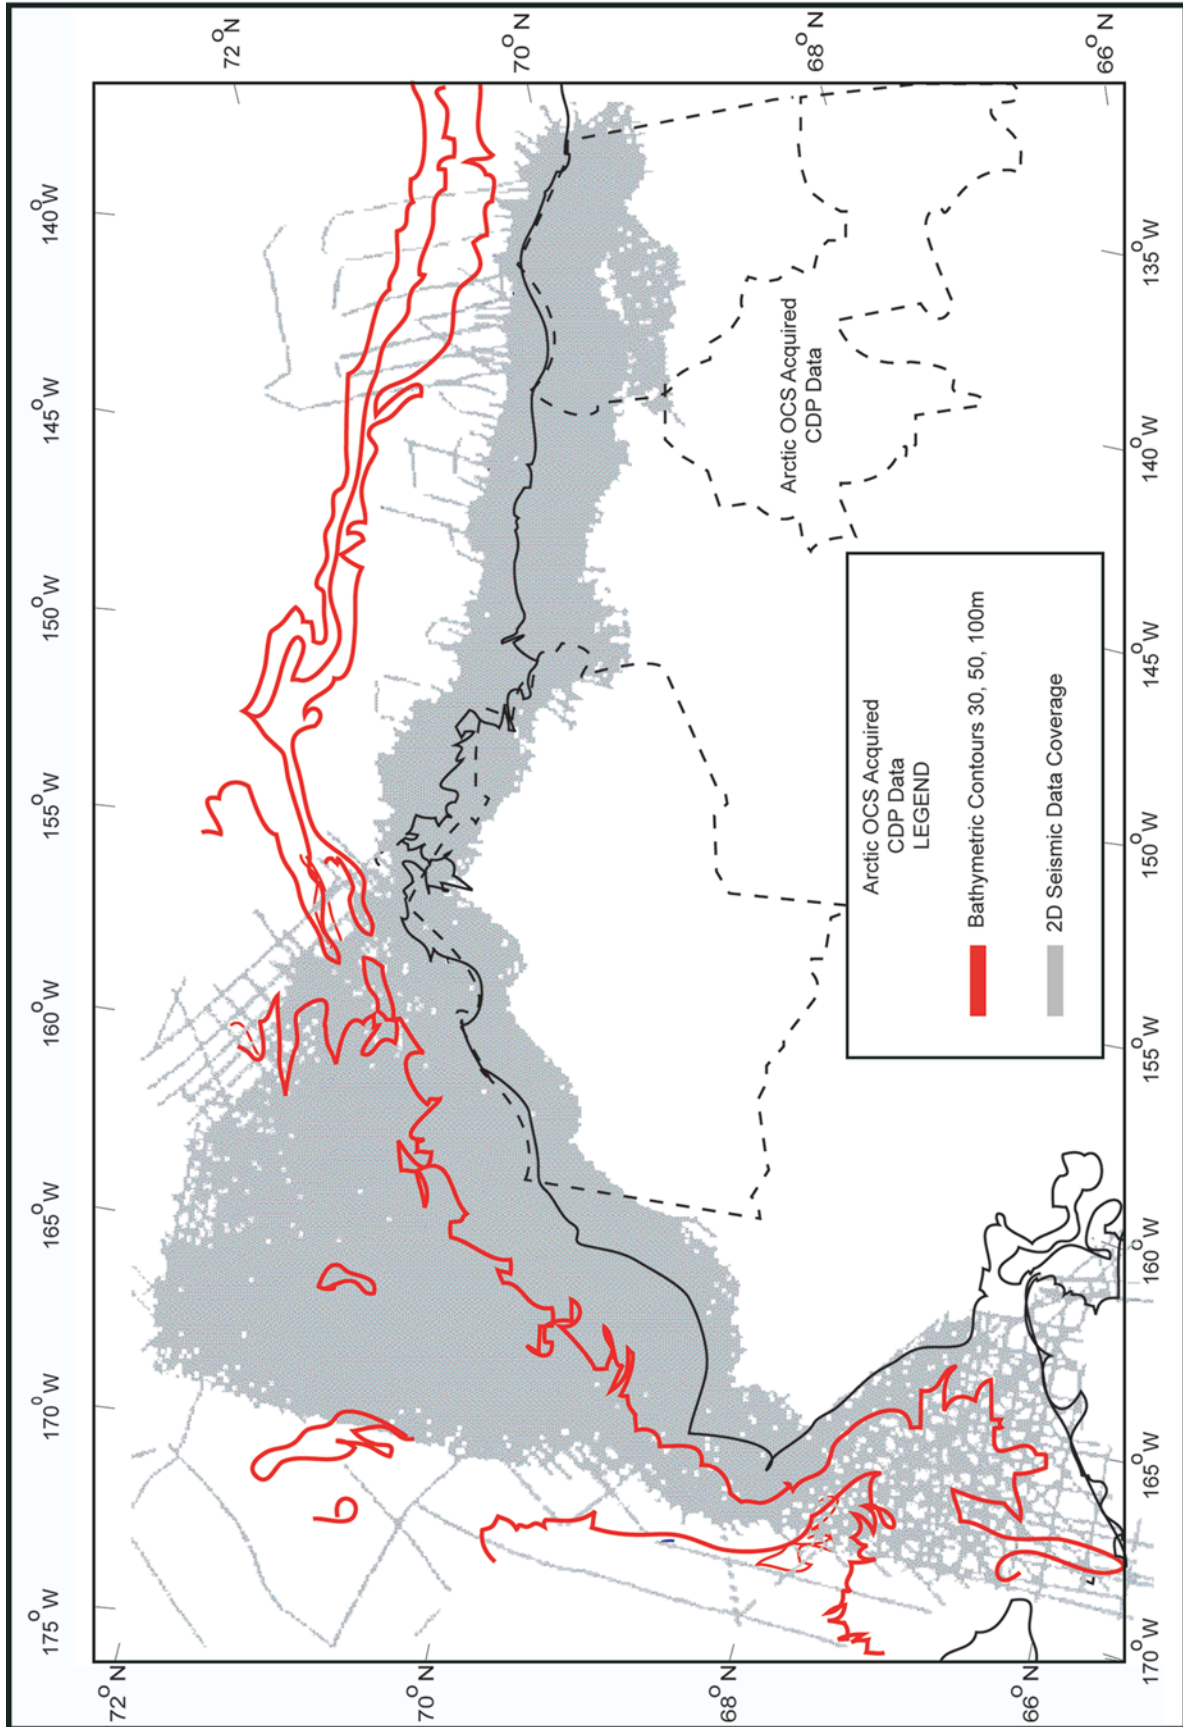 175°W
170°W
165°W
160°W
155°W
150°W
145°W
140°W
72°N
70°N
68°N
66°N
72°N
70°N
68°N
66°N
Arctic OCS Acquired
CDP Data
Arctic OCS Acquired
CDP Data
LEGEND
Bathymetric Contours 30, 50, 100m
2D Seismic Data Coverage
170°W
165°W
160°W
155°W
150°W
145°W
140°W
135°W